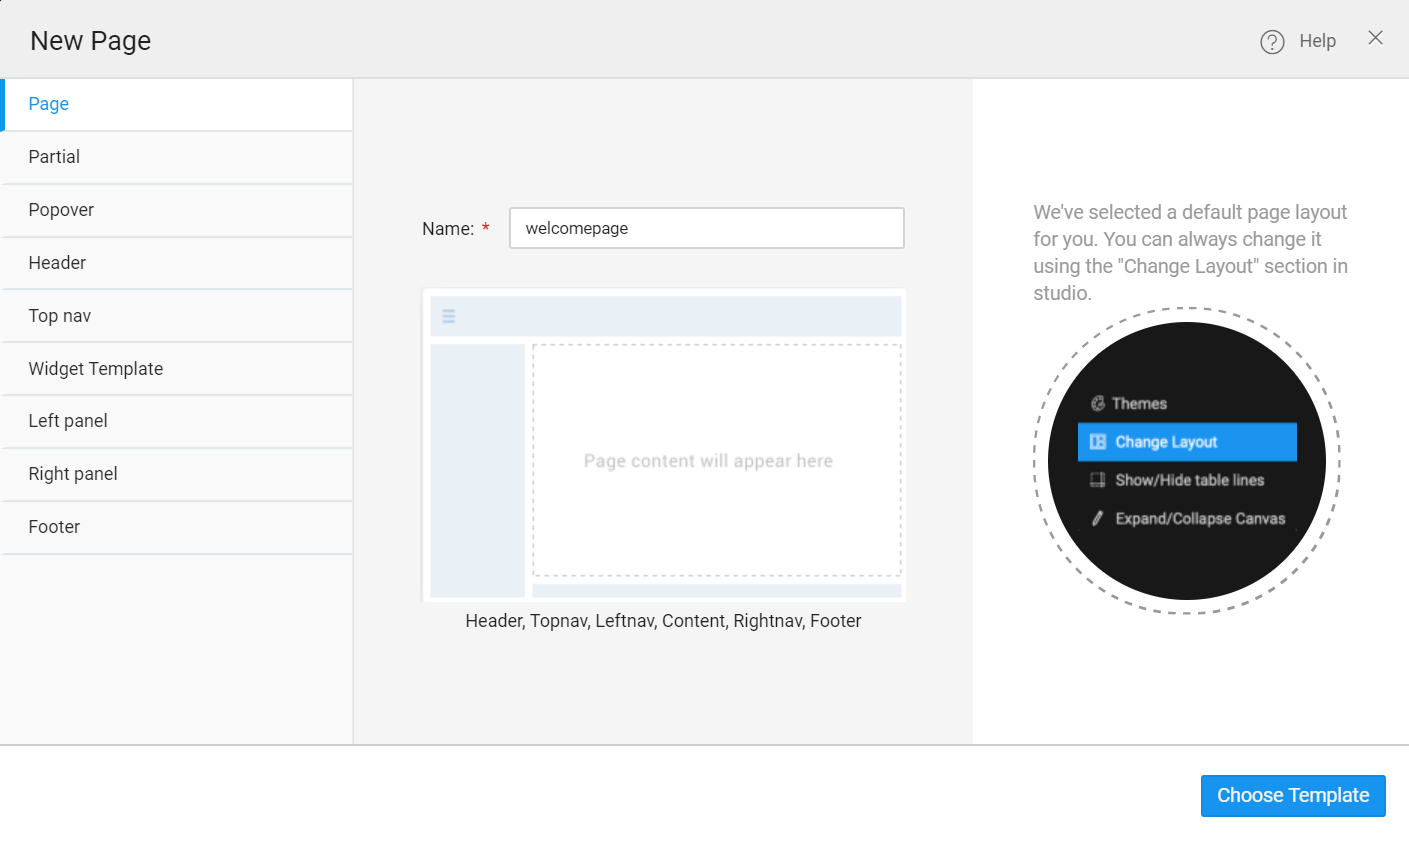 New Page
Help
Page
Partial
Popover
Header
Top nav
Widget Template
Left panel
Right panel
Footer
Name: *
welcomepage
Page content will appear here
Header, Topnav, Leftnav, Content, Rightnav, Footer
We've selected a default page layout
for you. You can always change it
using the "Change Layout" section in
studio.
Themes
Change Layout
Show/Hide table lines
Expand/Collapse Canvas
Choose Template